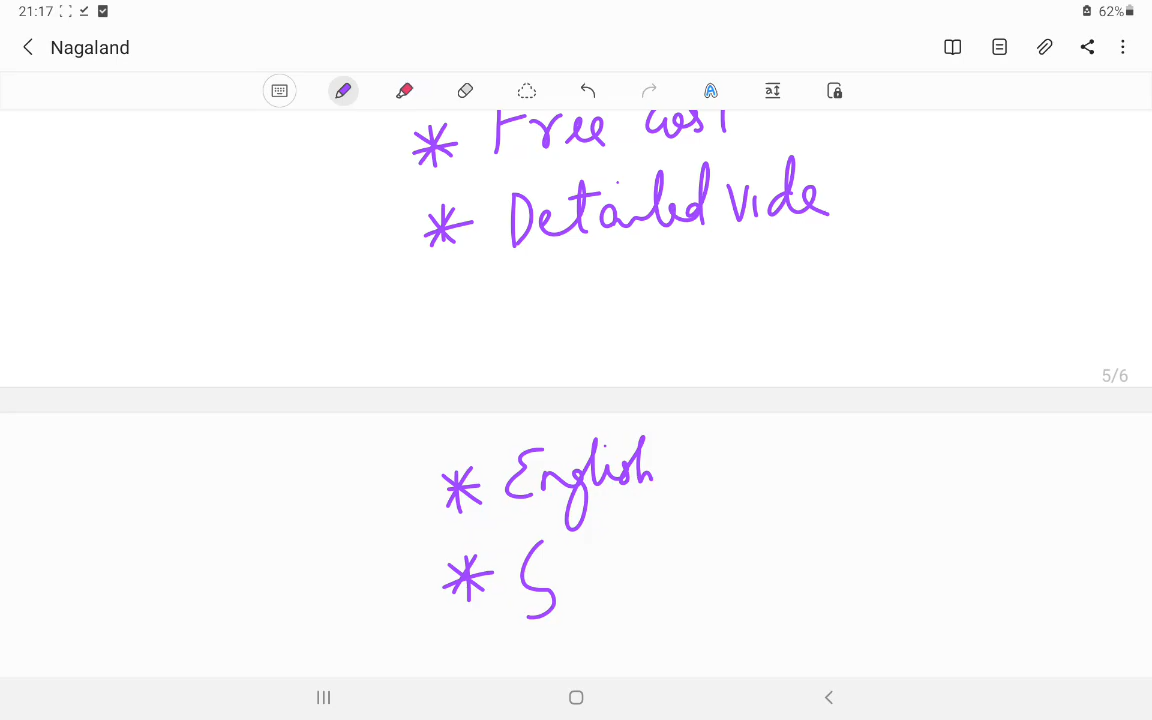 21:17 62%
Nagaland
* Free Cost
* Detailed Vide
5/6
* English
* S